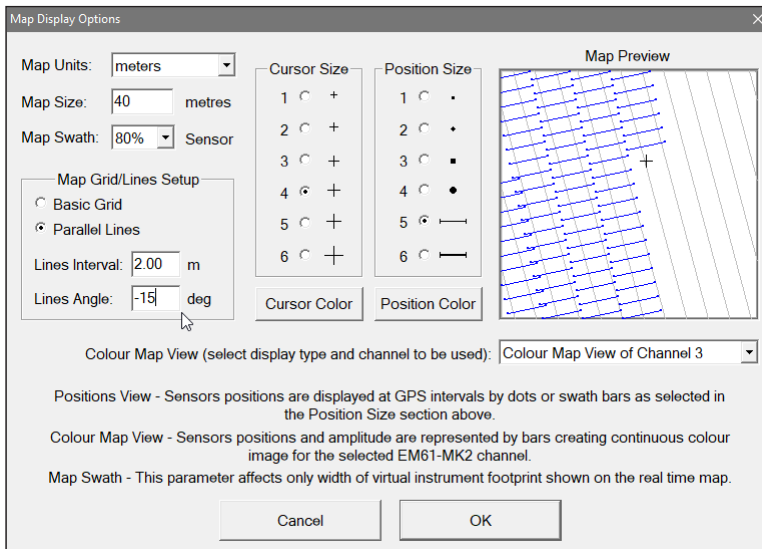 Map Display Options
Map Units: meters
Map Size: 40 metres
Map Swath: 80% Sensor
Map Grid/Lines Setup
Basic Grid
Parallel Lines
Lines Interval: 2.00 m
Lines Angle: -15 deg
Cursor Size
1
2
3
4
5
6
Cursor Color
Position Size
1
2
3
4
5
6
Position Color
Map Preview
Colour Map View (select display type and channel to be used): Colour Map View of Channel 3
Positions View - Sensors positions are displayed at GPS intervals by dots or swath bars as selected in
the Position Size section above.
Colour Map View - Sensors positions and amplitude are represented by bars creating continuous colour
image for the selected EM61-MK2 channel.
Map Swath - This parameter affects only width of virtual instrument footprint shown on the real time map.
Cancel OK